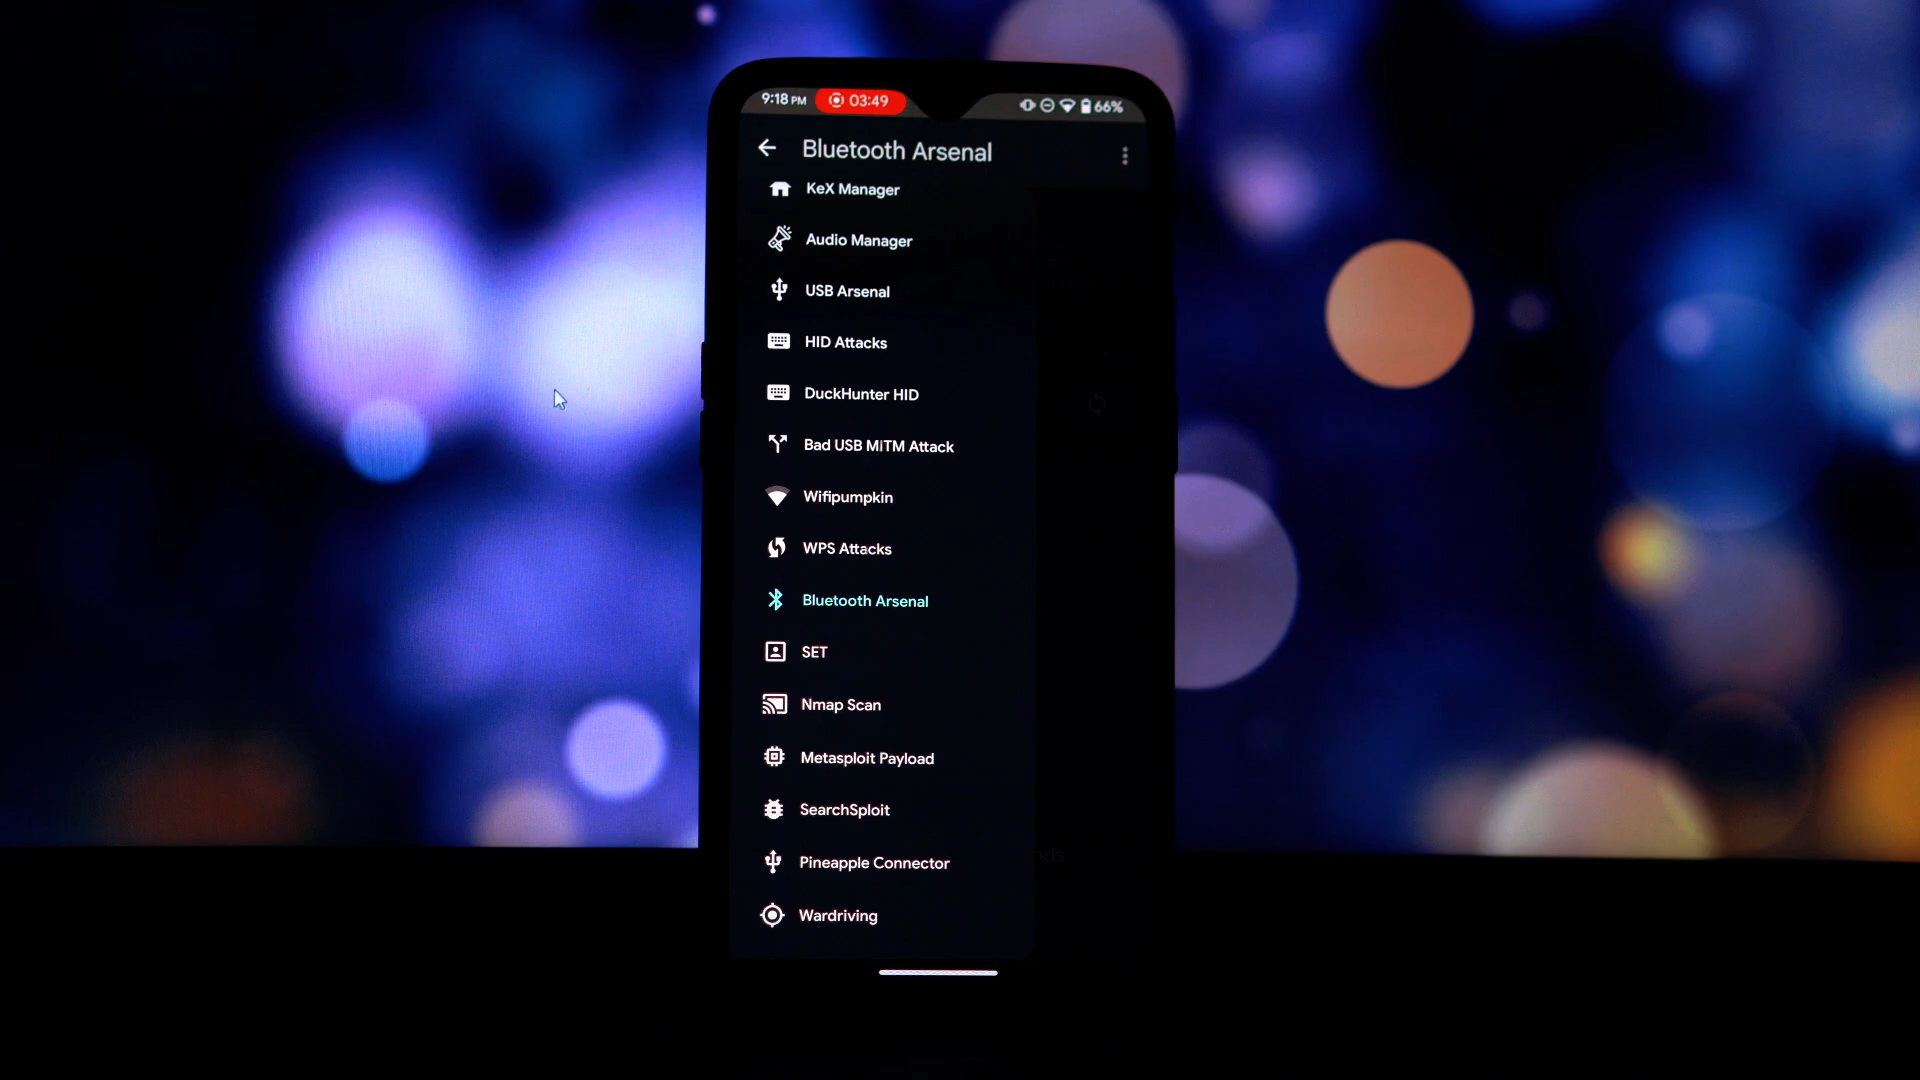 9:18 PM 03:49 66%
Bluetooth Arsenal
KeX Manager
Audio Manager
USB Arsenal
HID Attacks
DuckHunter HID
Bad USB MITM Attack
Wifipumpkin
WPS Attacks
Bluetooth Arsenal
SET
Nmap Scan
Metasploit Payload
SearchSploit
Pineapple Connector
Wardriving